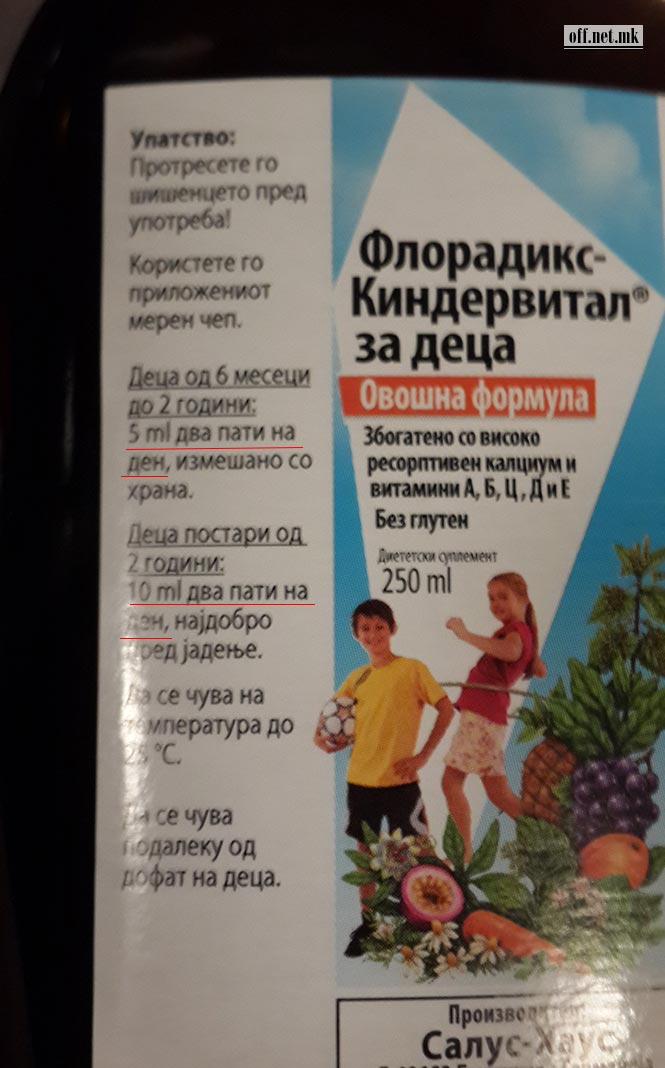 off.net.mk
Упатство:
Протресете го
шишенцето пред
употреба!
Користете го
приложениот
мерен чеп.
Деца од 6 месеци
до 2 години:
5 ml два пати на
ден, измешано со
храна.
Деца постари од
2 години:
10 ml два пати на
ден, најдобро
пред јадење.
Да се чува на
температура до
25 °C.
Да се чува
подалеку од
дофат на деца.
Флорадикс-
Киндервитал®
за деца
Овошна формула
Збогатено со високо
ресорптивен калциум и
витамини А, Б, Ц , Д и Е
Без глутен
Диететски суплемент
250 ml
Производител:
Салус-Хаус